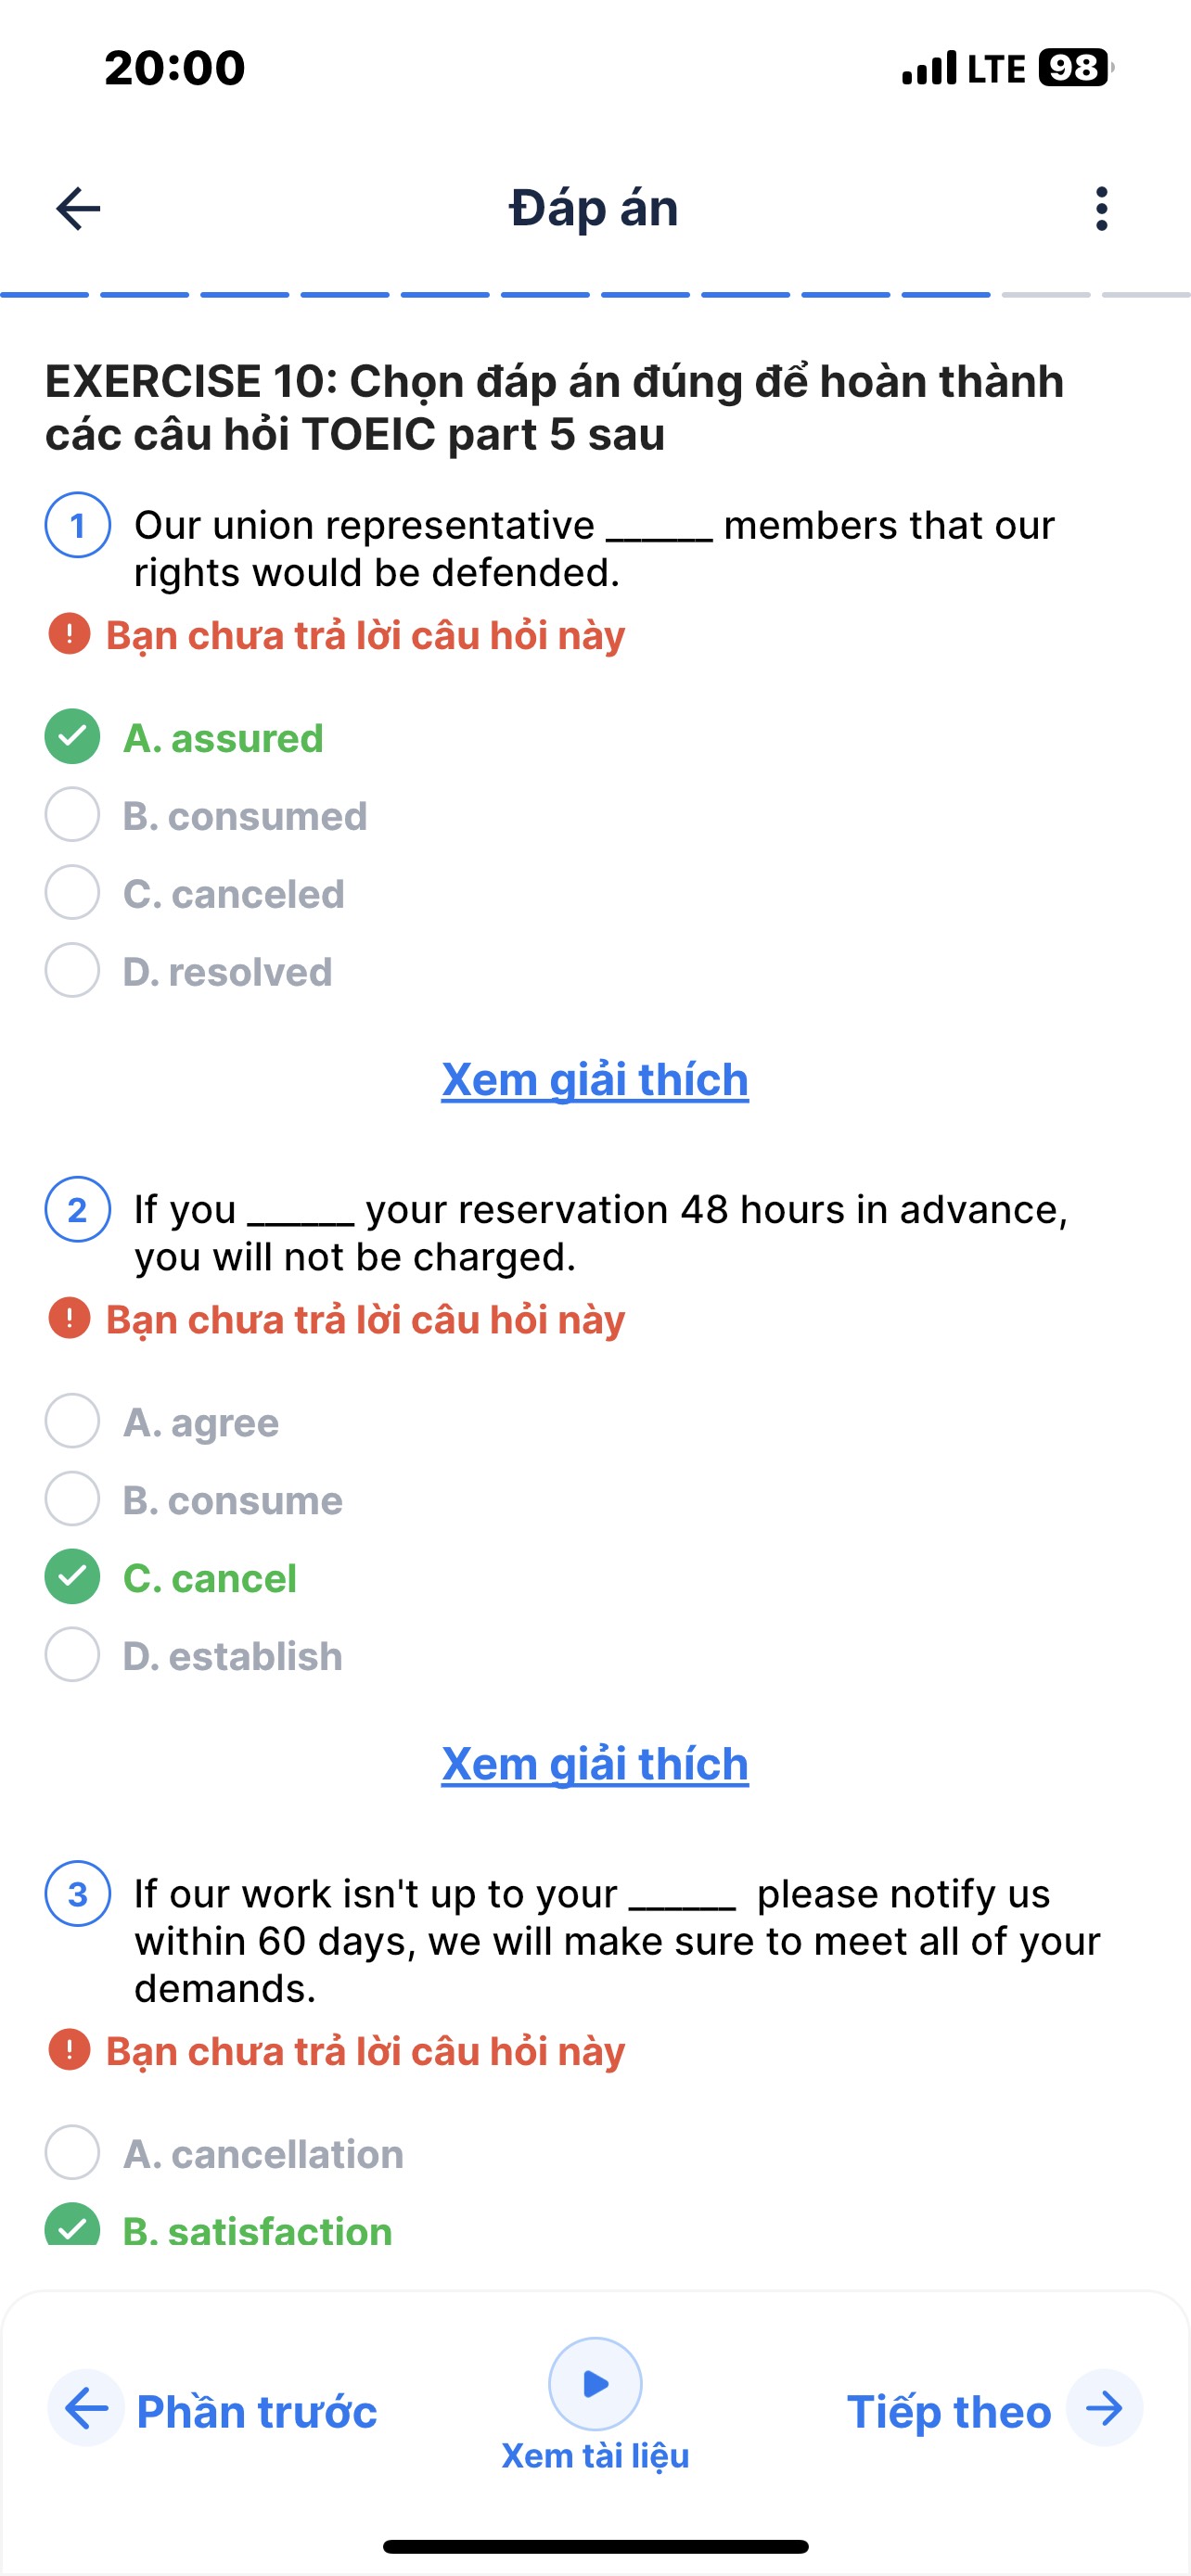 20:00
LTE 98
Đáp án
EXERCISE 10: Chọn đáp án đúng để hoàn thành
các câu hỏi TOEIC part 5 sau
1 Our union representative ______ members that our
rights would be defended.
! Bạn chưa trả lời câu hỏi này
A. assured
B. consumed
C. canceled
D. resolved
Xem giải thích
2 If you ______ your reservation 48 hours in advance,
you will not be charged.
! Bạn chưa trả lời câu hỏi này
A. agree
B. consume
C. cancel
D. establish
Xem giải thích
3 If our work isn't up to your ______ please notify us
within 60 days, we will make sure to meet all of your
demands.
! Bạn chưa trả lời câu hỏi này
A. cancellation
B. satisfaction
Phần trước
Xem tài liệu
Tiếp theo